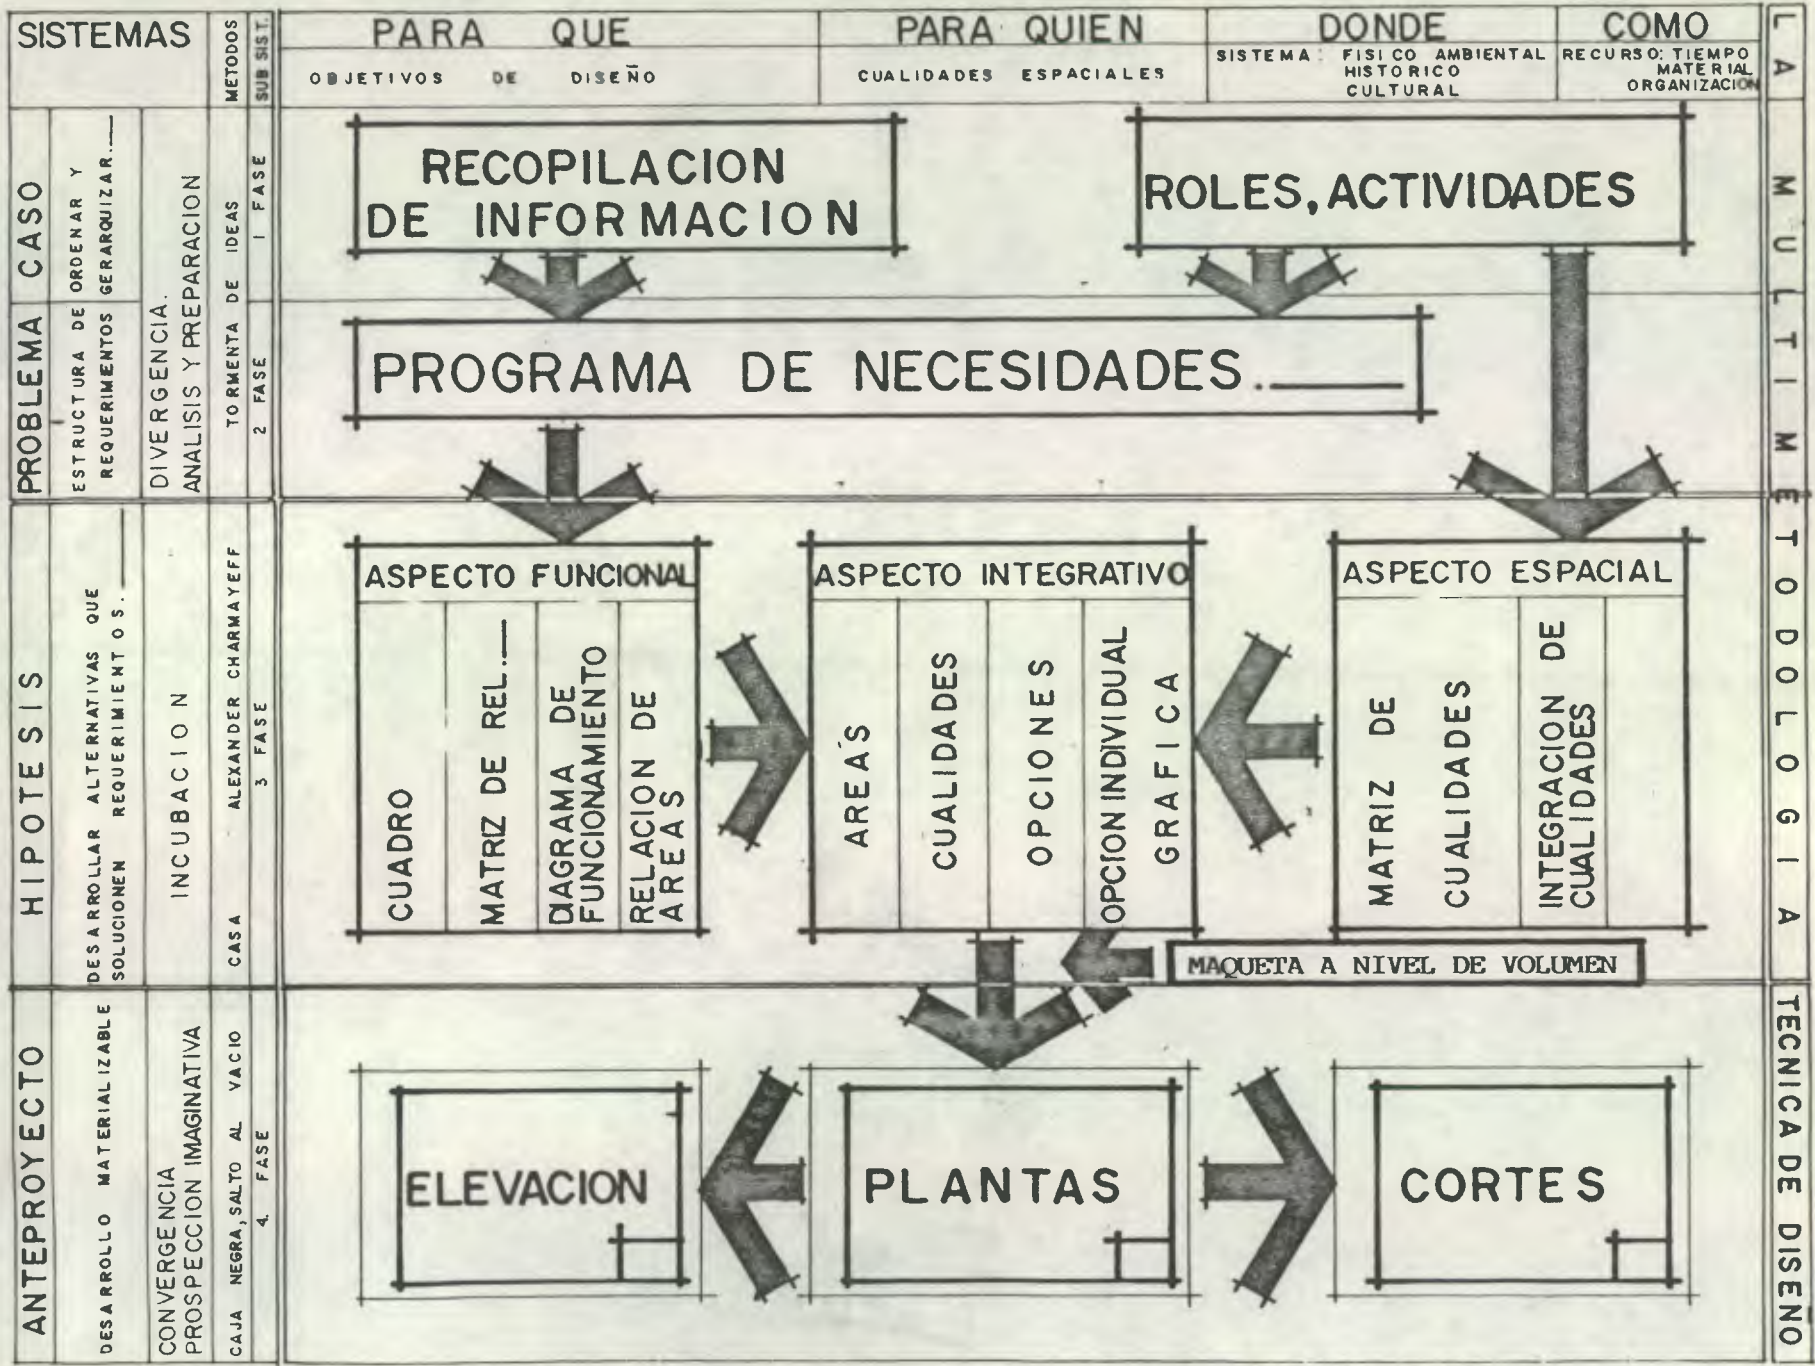 SISTEMAS
METODOS
SUB SIST.
PARA QUE
OBJETIVOS DE DISEÑO
PARA QUIEN
CUALIDADES ESPACIALES
DONDE
SISTEMA: FISICO AMBIENTAL
HISTORICO
CULTURAL
COMO
RECURSO: TIEMPO
MATERIAL
ORGANIZACION
LA MULTIMETODOLOGIA
TECNICA DE DISEÑO
PROBLEMA CASO
ESTRUCTURA DE ORDENAR Y
REQUERIMENTOS GERARQUIZAR.
DIVERGENCIA.
ANALISIS Y PREPARACION
TORMENTA DE IDEAS
1 FASE
2 FASE
RECOPILACION
DE INFORMACION
ROLES, ACTIVIDADES
PROGRAMA DE NECESIDADES.
HIPOTESIS
DESARROLLAR ALTERNATIVAS QUE
SOLUCIONEN REQUERIMIENTOS.
INCUBACION
CASA ALEXANDER CHARMAYEFF
3 FASE
ASPECTO FUNCIONAL
CUADRO
MATRIZ DE REL.
DIAGRAMA DE
FUNCIONAMIENTO
RELACION DE
AREAS
ASPECTO INTEGRATIVO
AREÁS
CUALIDADES
OPCIONES
OPCION INDIVIDUAL
GRAFICA
ASPECTO ESPACIAL
MATRIZ DE
CUALIDADES
INTEGRACION DE
CUALIDADES
MAQUETA A NIVEL DE VOLUMEN
ANTEPROYECTO
DESARROLLO MATERIALIZABLE
CONVERGENCIA
PROSPECCION IMAGINATIVA
CAJA NEGRA, SALTO AL VACIO
4. FASE
ELEVACION
PLANTAS
CORTES